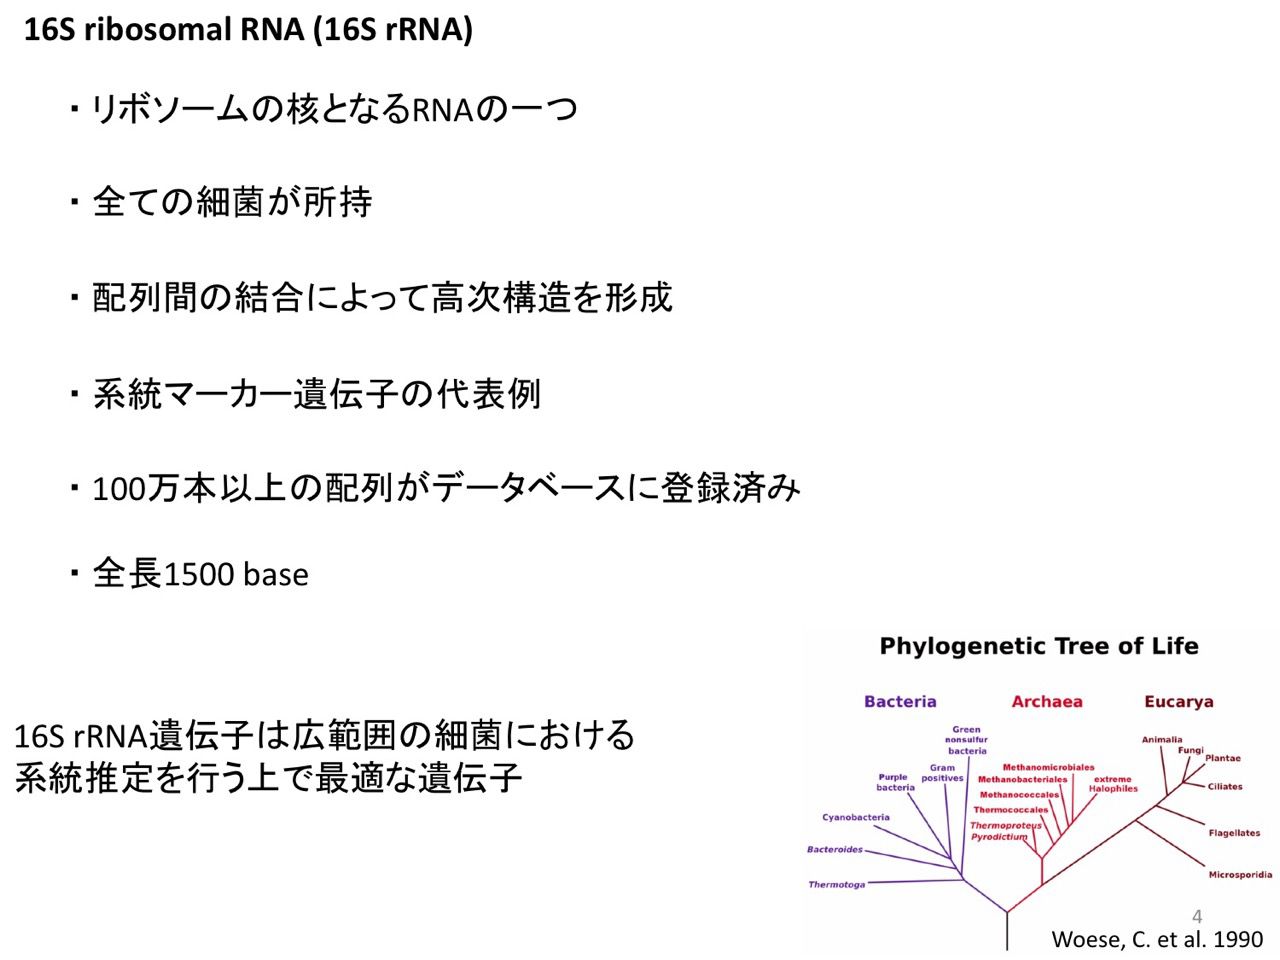 16S ribosomal RNA (16S rRNA)
・リボソームの核となるRNAの一つ
・全ての細菌が所持
・配列間の結合によって高次構造を形成
・系統マーカー遺伝子の代表例
・100万本以上の配列がデータベースに登録済み
・全長1500 base
16S rRNA遺伝子は広範囲の細菌における
系統推定を行う上で最適な遺伝子
Phylogenetic Tree of Life
Bacteria
Archaea
Eucarya
Green
nonsulfur
bacteria
Gram
positives
Purple
bacteria
Cyanobacteria
Bacteroides
Thermotoga
Methanomicrobiales
Methanobacteriales
Methanococcales
Thermococcales
Thermoproteus
Pyrodictium
extreme
Halophiles
Animalia
Fungi
Plantae
Ciliates
Flagellates
Microsporidia
4
Woese, C. et al. 1990